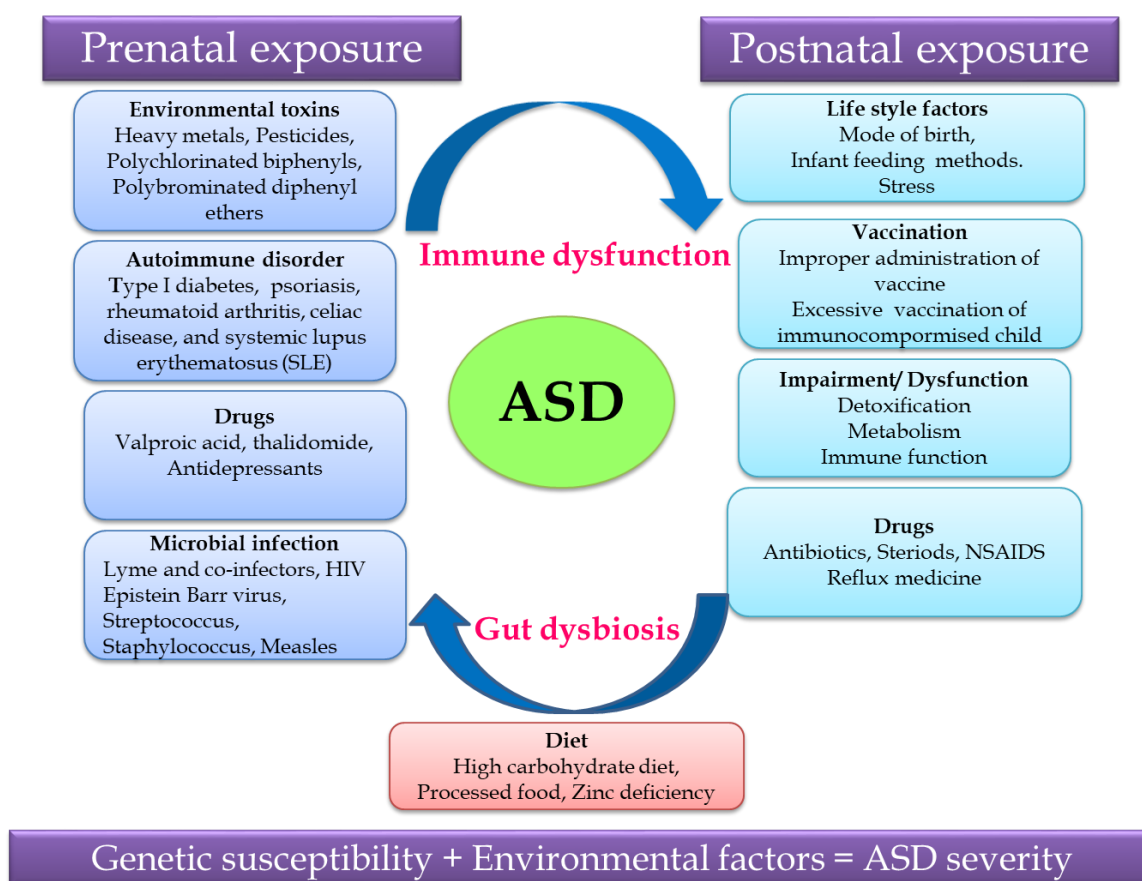 Prenatal exposure
Environmental toxins
Heavy metals, Pesticides,
Polychlorinated biphenyls,
Polybrominated diphenyl
ethers
Autoimmune disorder
Type I diabetes, psoriasis,
rheumatoid arthritis, celiac
disease, and systemic lupus
erythematosus (SLE)
Drugs
Valproic acid, thalidomide,
Antidepressants
Microbial infection
Lyme and co-infectors, HIV
Epistein Barr virus,
Streptococcus,
Staphylococcus, Measles
Immune dysfunction
ASD
Gut dysbiosis
Postnatal exposure
Life style factors
Mode of birth,
Infant feeding methods.
Stress
Vaccination
Improper administration of
vaccine
Excessive vaccination of
immunocompormised child
Impairment/ Dysfunction
Detoxification
Metabolism
Immune function
Drugs
Antibiotics, Steriods, NSAIDS
Reflux medicine
Diet
High carbohydrate diet,
Processed food, Zinc deficiency
Genetic susceptibility + Environmental factors = ASD severity